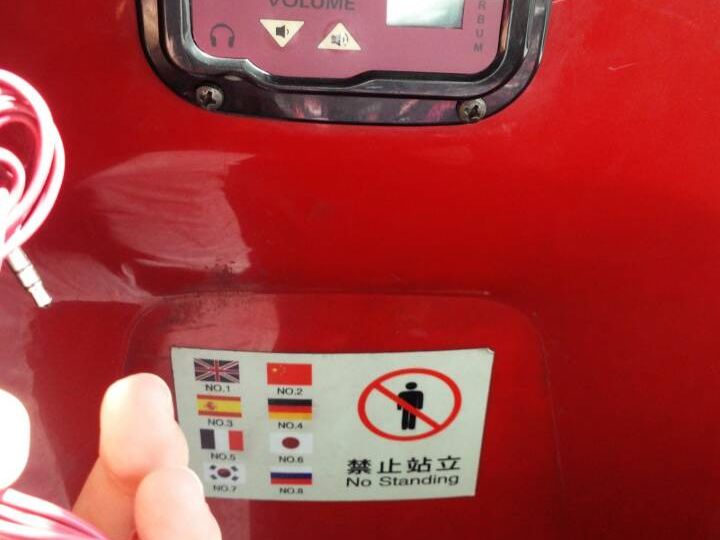 VOLUME
RBUM
NO.1 NO.2
NO.3 NO.4
NO.5 NO.6
NO.7 NO.8
禁止站立
No Standing